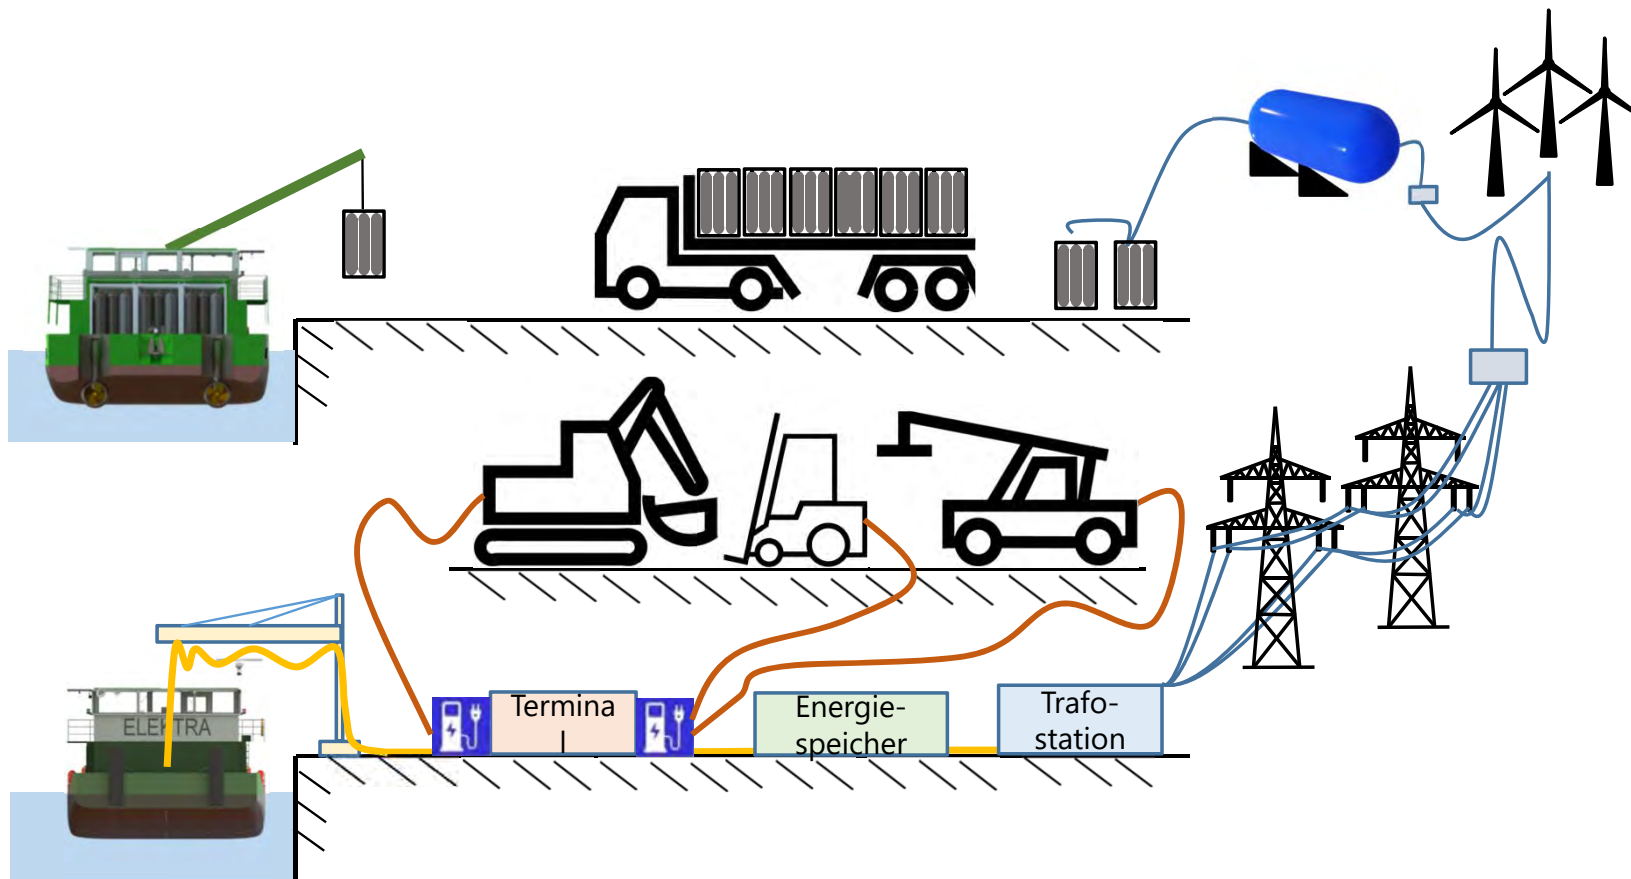 ELEKTRA
Termina
l
Energie-
speicher
Trafo-
station